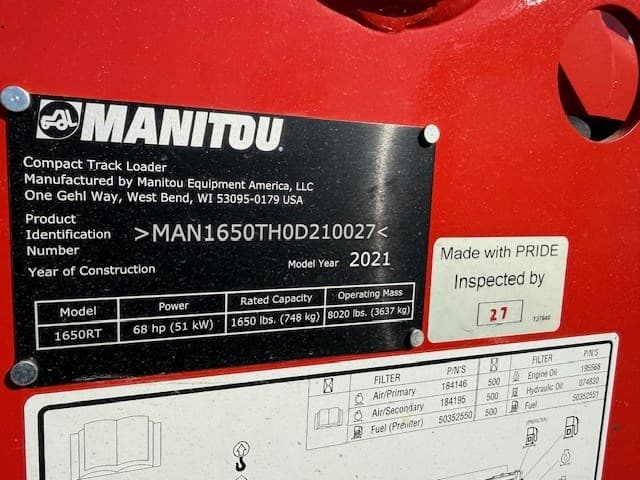 MANITOU
Compact Track Loader
Manufactured by Manitou Equipment America, LLC
One Gehl Way, West Bend, WI 53095-0179 USA
Product
Identification
Number
>MAN1650TH0D210027<
Year of Construction
Model Year 2021
Model Power Rated Capacity Operating Mass
1650RT 68 hp (51 kW) 1650 lbs. (748 kg) 8020 lbs. (3637 kg)
Made with PRIDE
Inspected by
27
137840
FILTER P/N'S FILTER P/N'S
Air/Primary 184146 500 Engine Oil 195566
Air/Secondary 184195 500 Hydraulic Oil 074830
Fuel (Prefilter) 50352550 500 Fuel 50352551
(PREFILTER)